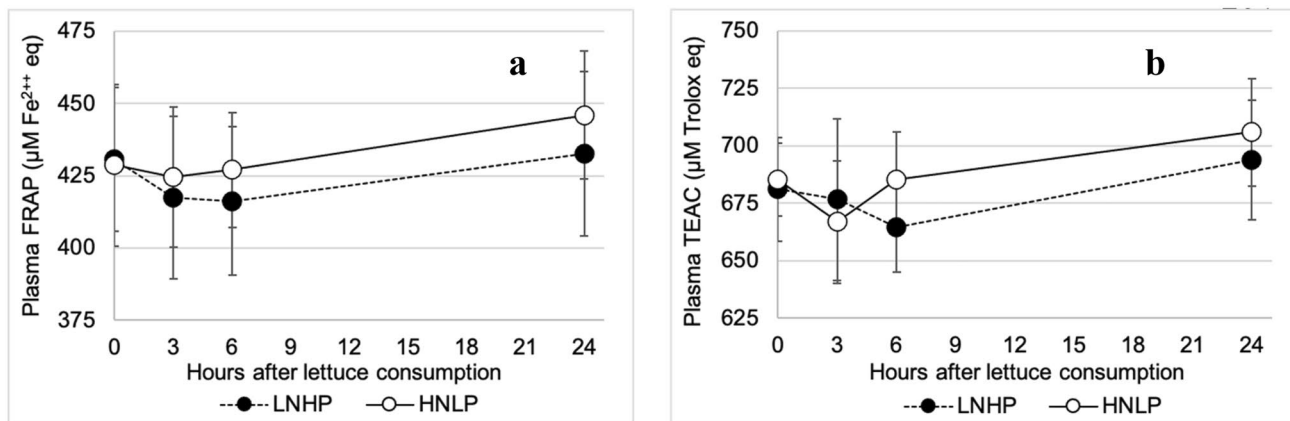 a
Plasma FRAP (µM Fe²⁺⁺ eq)
475
450
425
400
375
0 3 6 9 12 15 18 21 24
Hours after lettuce consumption
LNHP HNLP
b
Plasma TEAC (µM Trolox eq)
750
725
700
675
650
625
0 3 6 9 12 15 18 21 24
Hours after lettuce consumption
LNHP HNLP